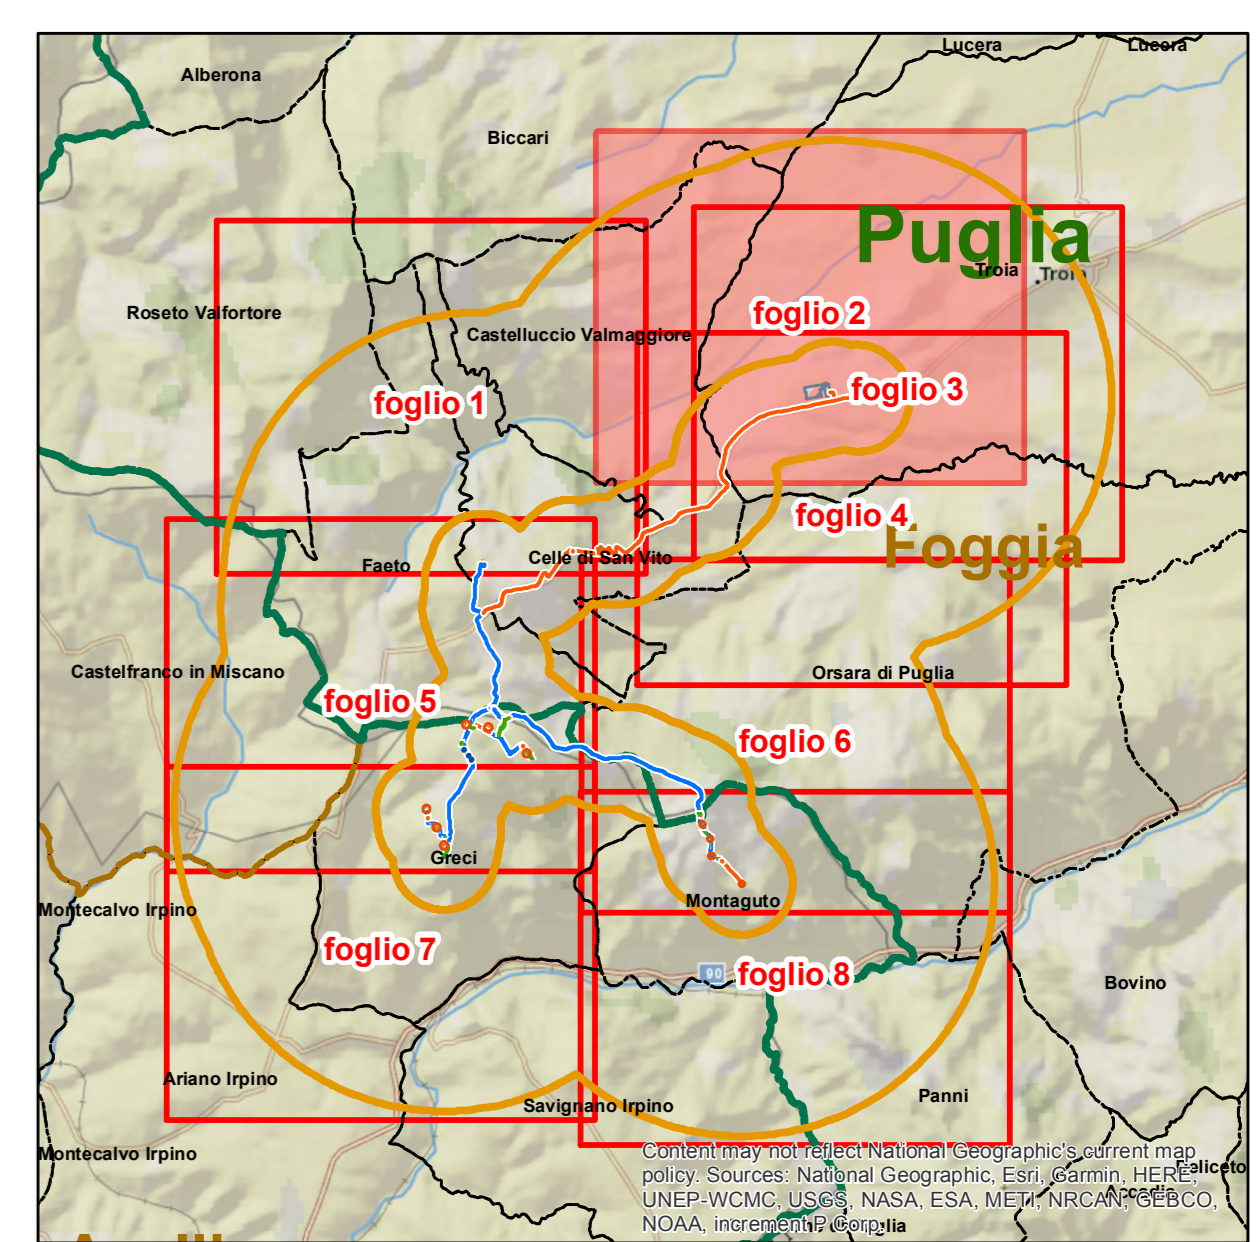 Lucera
Lucera
Alberona
Biccari
Puglia
Troia
Troia
Roseto Valfortore
foglio 2
Castelluccio Valmaggiore
foglio 1
foglio 3
foglio 4
Foggia
Celle di San Vito
Faeto
Castelfranco in Miscano
Orsara di Puglia
foglio 5
foglio 6
Greci
Montaguto
Montecalvo Irpino
foglio 7
90
foglio 8
Bovino
Ariano Irpino
Savignano Irpino
Panni
Montecalvo Irpino
Content may not reflect National Geographic's current map
policy. Sources: National Geographic, Esri, Garmin, HERE,
UNEP-WCMC, USGS, NASA, ESA, METI, NRCAN, GEBCO,
NOAA, increment P Corp.
Deliceto
Accadia